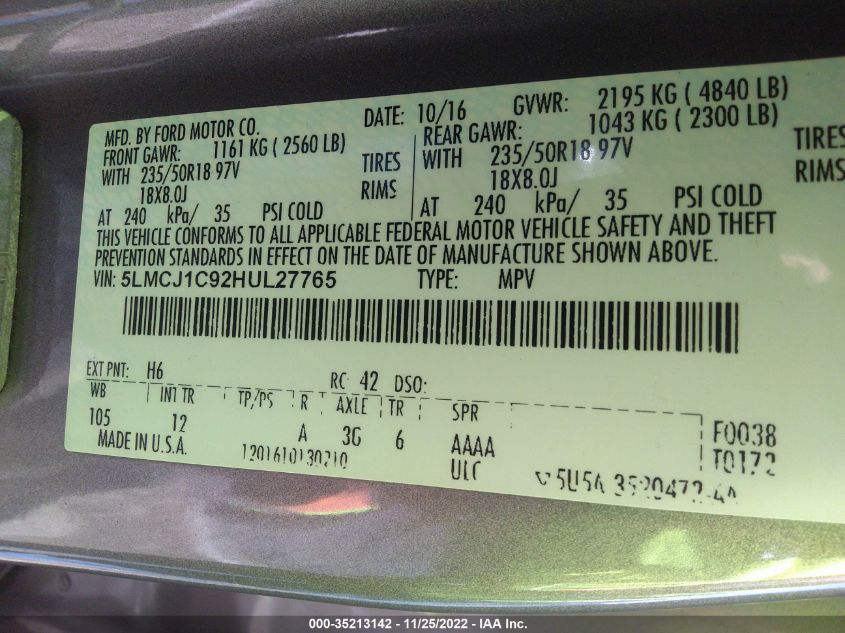 MFD. BY FORD MOTOR CO.
DATE: 10/16 GVWR: 2195 KG ( 4840 LB)
FRONT GAWR: 1161 KG ( 2560 LB) REAR GAWR: 1043 KG ( 2300 LB)
WITH 235/50R18 97V TIRES WITH 235/50R18 97V TIRES
18X8.0J RIMS 18X8.0J RIMS
AT 240 kPa/ 35 PSI COLD AT 240 kPa/ 35 PSI COLD
THIS VEHICLE CONFORMS TO ALL APPLICABLE FEDERAL MOTOR VEHICLE SAFETY AND THEFT
PREVENTION STANDARDS IN EFFECT ON THE DATE OF MANUFACTURE SHOWN ABOVE.
VIN: 5LMCJ1C92HUL27765 TYPE: MPV
EXT PNT: H6 RC: 42 DSO:
WB INT TR TP/PS R AXLE TR SPR
105 12 A 3G 6 AAAA F0038
MADE IN U.S.A. 1201610130210 ULC T0172
5U5A
000-35213142 - 11/25/2022 - IAA Inc.